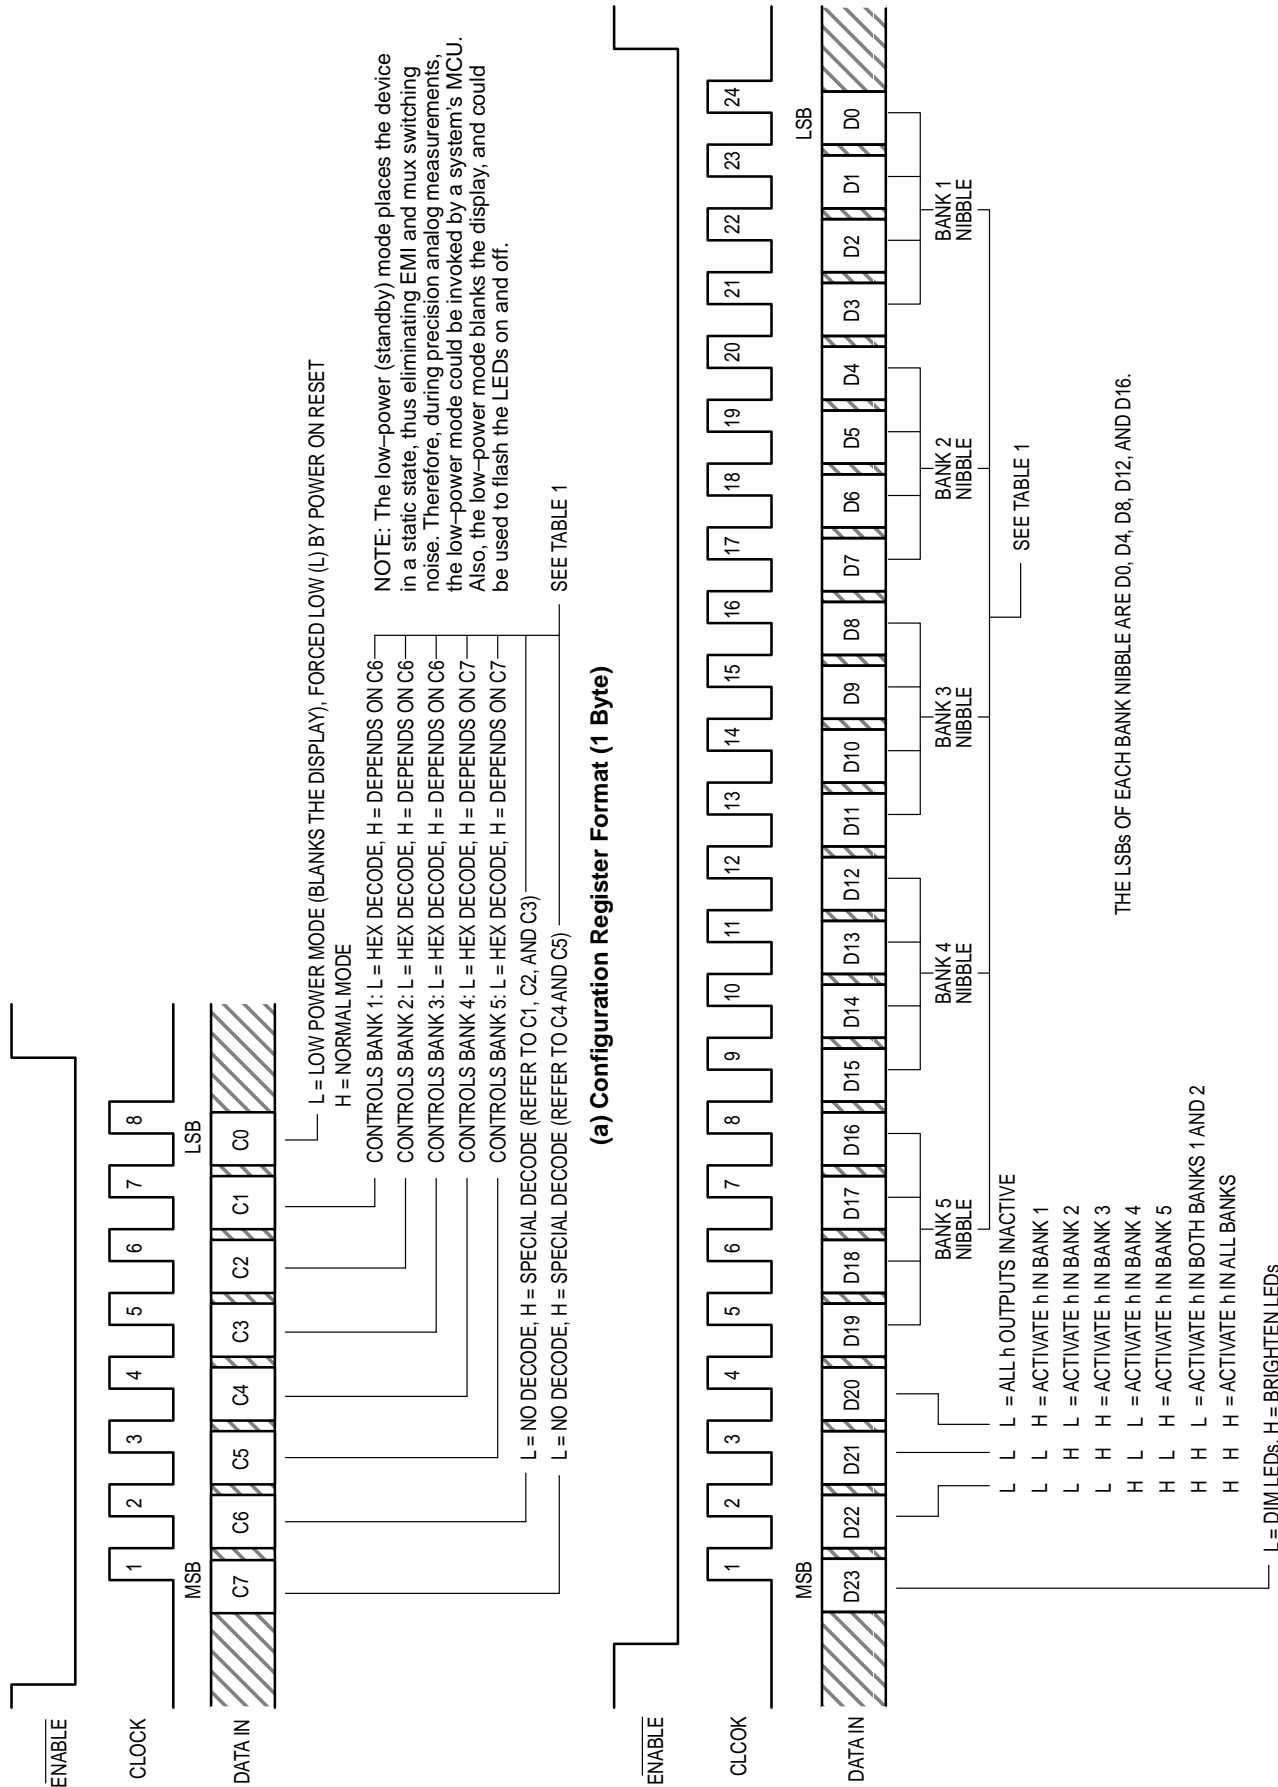 ENABLE
CLOCK
1 2 3 4 5 6 7 8
MSB LSB
DATA IN
C7 C6 C5 C4 C3 C2 C1 C0
L = LOW POWER MODE (BLANKS THE DISPLAY), FORCED LOW (L) BY POWER ON RESET
H = NORMAL MODE
CONTROLS BANK 1: L = HEX DECODE, H = DEPENDS ON C6
CONTROLS BANK 2: L = HEX DECODE, H = DEPENDS ON C6
CONTROLS BANK 3: L = HEX DECODE, H = DEPENDS ON C6
CONTROLS BANK 4: L = HEX DECODE, H = DEPENDS ON C7
CONTROLS BANK 5: L = HEX DECODE, H = DEPENDS ON C7
L = NO DECODE, H = SPECIAL DECODE (REFER TO C1, C2, AND C3)
L = NO DECODE, H = SPECIAL DECODE (REFER TO C4 AND C5)
SEE TABLE 1
NOTE: The low–power (standby) mode places the device
in a static state, thus eliminating EMI and mux switching
noise. Therefore, during precision analog measurements,
the low–power mode could be invoked by a system's MCU.
Also, the low–power mode blanks the display, and could
be used to flash the LEDs on and off.
(a) Configuration Register Format (1 Byte)
ENABLE
CLCOK
1 2 3 4 5 6 7 8 9 10 11 12 13 14 15 16 17 18 19 20 21 22 23 24
MSB LSB
DATA IN
D23 D22 D21 D20 D19 D18 D17 D16 D15 D14 D13 D12 D11 D10 D9 D8 D7 D6 D5 D4 D3 D2 D1 D0
BANK 5 BANK 4 BANK 3 BANK 2 BANK 1
NIBBLE NIBBLE NIBBLE NIBBLE NIBBLE
SEE TABLE 1
L L L = ALL h OUTPUTS INACTIVE
L L H = ACTIVATE h IN BANK 1
L H L = ACTIVATE h IN BANK 2
L H H = ACTIVATE h IN BANK 3
H L L = ACTIVATE h IN BANK 4
H L H = ACTIVATE h IN BANK 5
H H L = ACTIVATE h IN BOTH BANKS 1 AND 2
H H H = ACTIVATE h IN ALL BANKS
THE LSBs OF EACH BANK NIBBLE ARE D0, D4, D8, D12, AND D16.
L = DIM LEDs, H = BRIGHTEN LEDs